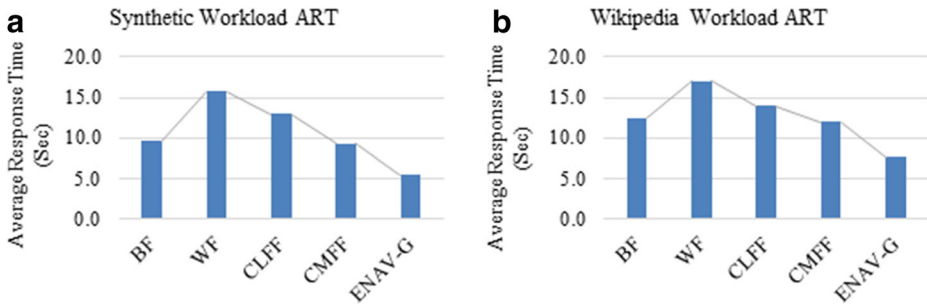 a
Synthetic Workload ART
Average Response Time
(Sec)
20.0
15.0
10.0
5.0
0.0
BF
WF
CLFF
CMFF
ENAV-G
b
Wikipedia Workload ART
Average Response Time
(Sec)
20.0
15.0
10.0
5.0
0.0
BF
WF
CLFF
CMFF
ENAV-G